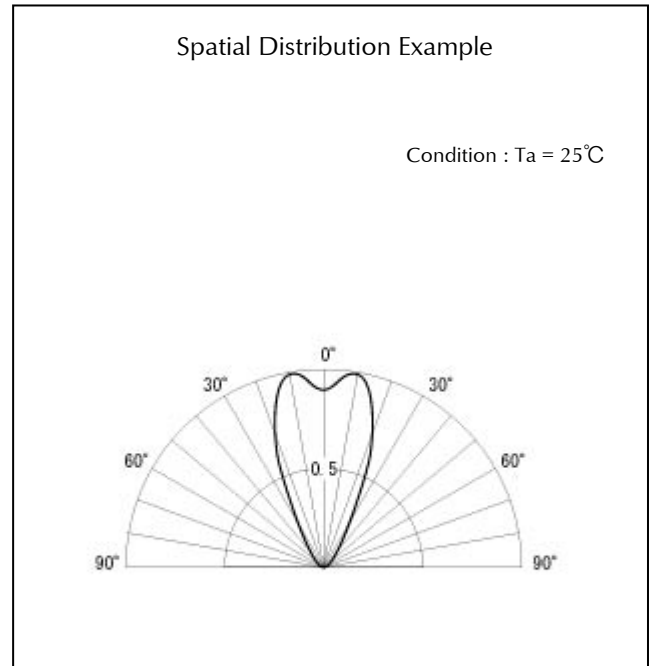 Spatial Distribution Example
Condition : Ta = 25℃
0°
30° 30°
0. 5
60° 60°
90° 90°